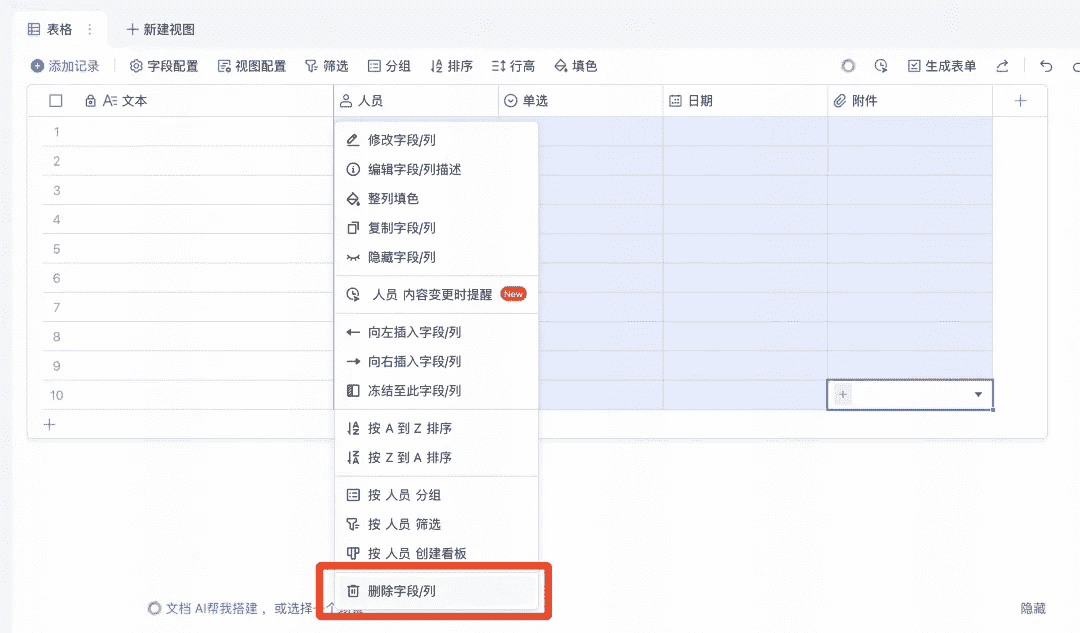 表格
新建视图
添加记录 字段配置 视图配置 筛选 分组 排序 行高 填色 生成表单
文本 人员 单选 日期 附件
1
2
3
4
5
6
7
8
9
10
修改字段/列
编辑字段/列描述
整列填色
复制字段/列
隐藏字段/列
人员 内容变更时提醒 New
向左插入字段/列
向右插入字段/列
冻结至此字段/列
按 A 到 Z 排序
按 Z 到 A 排序
按 人员 分组
按 人员 筛选
按 人员 创建看板
删除字段/列
文档 AI帮我搭建，或选择一个
隐藏